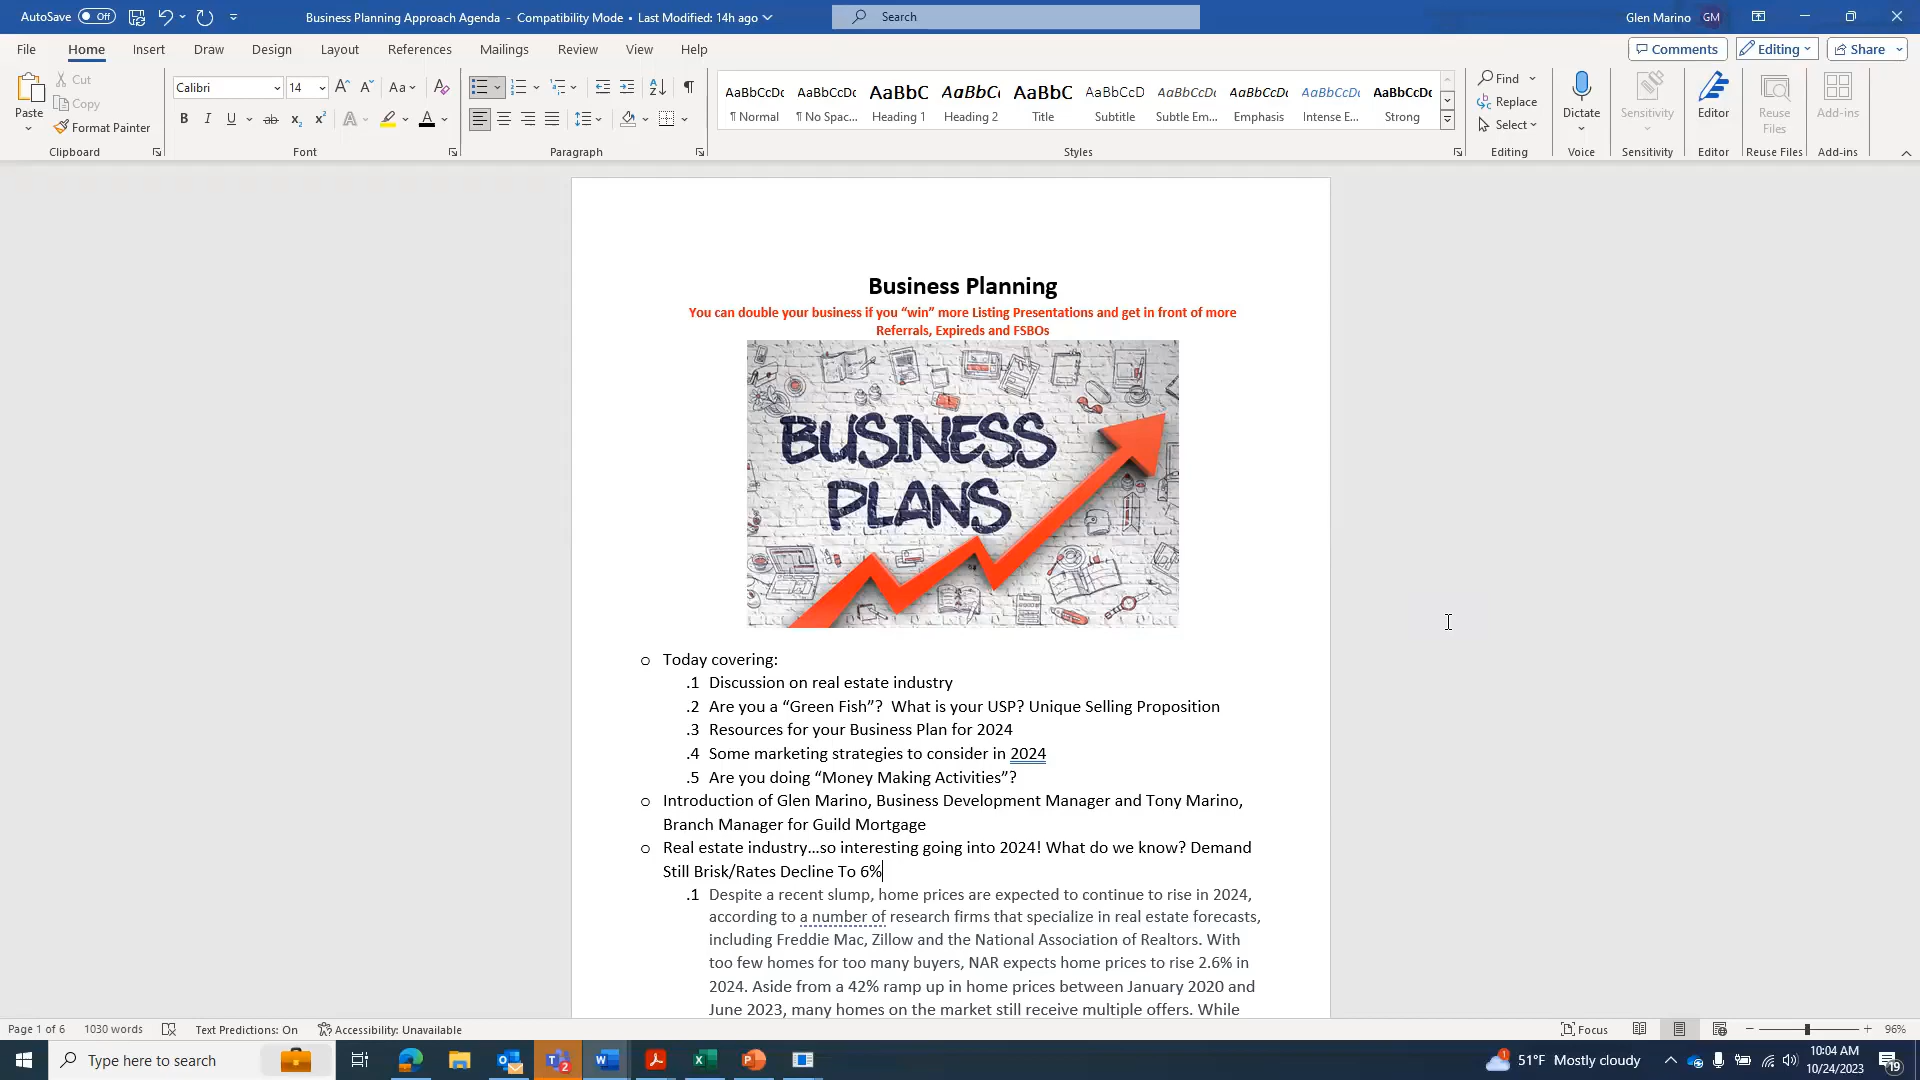 AutoSave Off Business Planning Approach Agenda - Compatibility Mode • Last Modified: 14h ago Search Glen Marino GM
File Home Insert Draw Design Layout References Mailings Review View Help Comments Editing Share
Paste Cut Copy Format Painter
Clipboard
Calibri 14
Font
Paragraph
AaBbCcDc AaBbCcDc AaBbC AaBbCc AaBbC AaBbCcD AaBbCcDc AaBbCcDc AaBbCcDc AaBbCcDc
¶ Normal ¶ No Spac... Heading 1 Heading 2 Title Subtitle Subtle Em... Emphasis Intense E... Strong
Styles
Find
Replace
Select
Editing
Dictate
Voice
Sensitivity
Sensitivity
Editor
Editor
Reuse Files
Reuse Files
Add-ins
Add-ins
Business Planning
You can double your business if you “win” more Listing Presentations and get in front of more
Referrals, Expireds and FSBOs
BUSINESS
PLANS
o Today covering:
.1 Discussion on real estate industry
.2 Are you a “Green Fish”? What is your USP? Unique Selling Proposition
.3 Resources for your Business Plan for 2024
.4 Some marketing strategies to consider in 2024
.5 Are you doing “Money Making Activities”?
o Introduction of Glen Marino, Business Development Manager and Tony Marino,
Branch Manager for Guild Mortgage
o Real estate industry…so interesting going into 2024! What do we know? Demand
Still Brisk/Rates Decline To 6%
.1 Despite a recent slump, home prices are expected to continue to rise in 2024,
according to a number of research firms that specialize in real estate forecasts,
including Freddie Mac, Zillow and the National Association of Realtors. With
too few homes for too many buyers, NAR expects home prices to rise 2.6% in
2024. Aside from a 42% ramp up in home prices between January 2020 and
June 2023, many homes on the market still receive multiple offers. While
Page 1 of 6 1030 words Text Predictions: On Accessibility: Unavailable Focus 96%
Type here to search 51°F Mostly cloudy 10:04 AM
10/24/2023 19